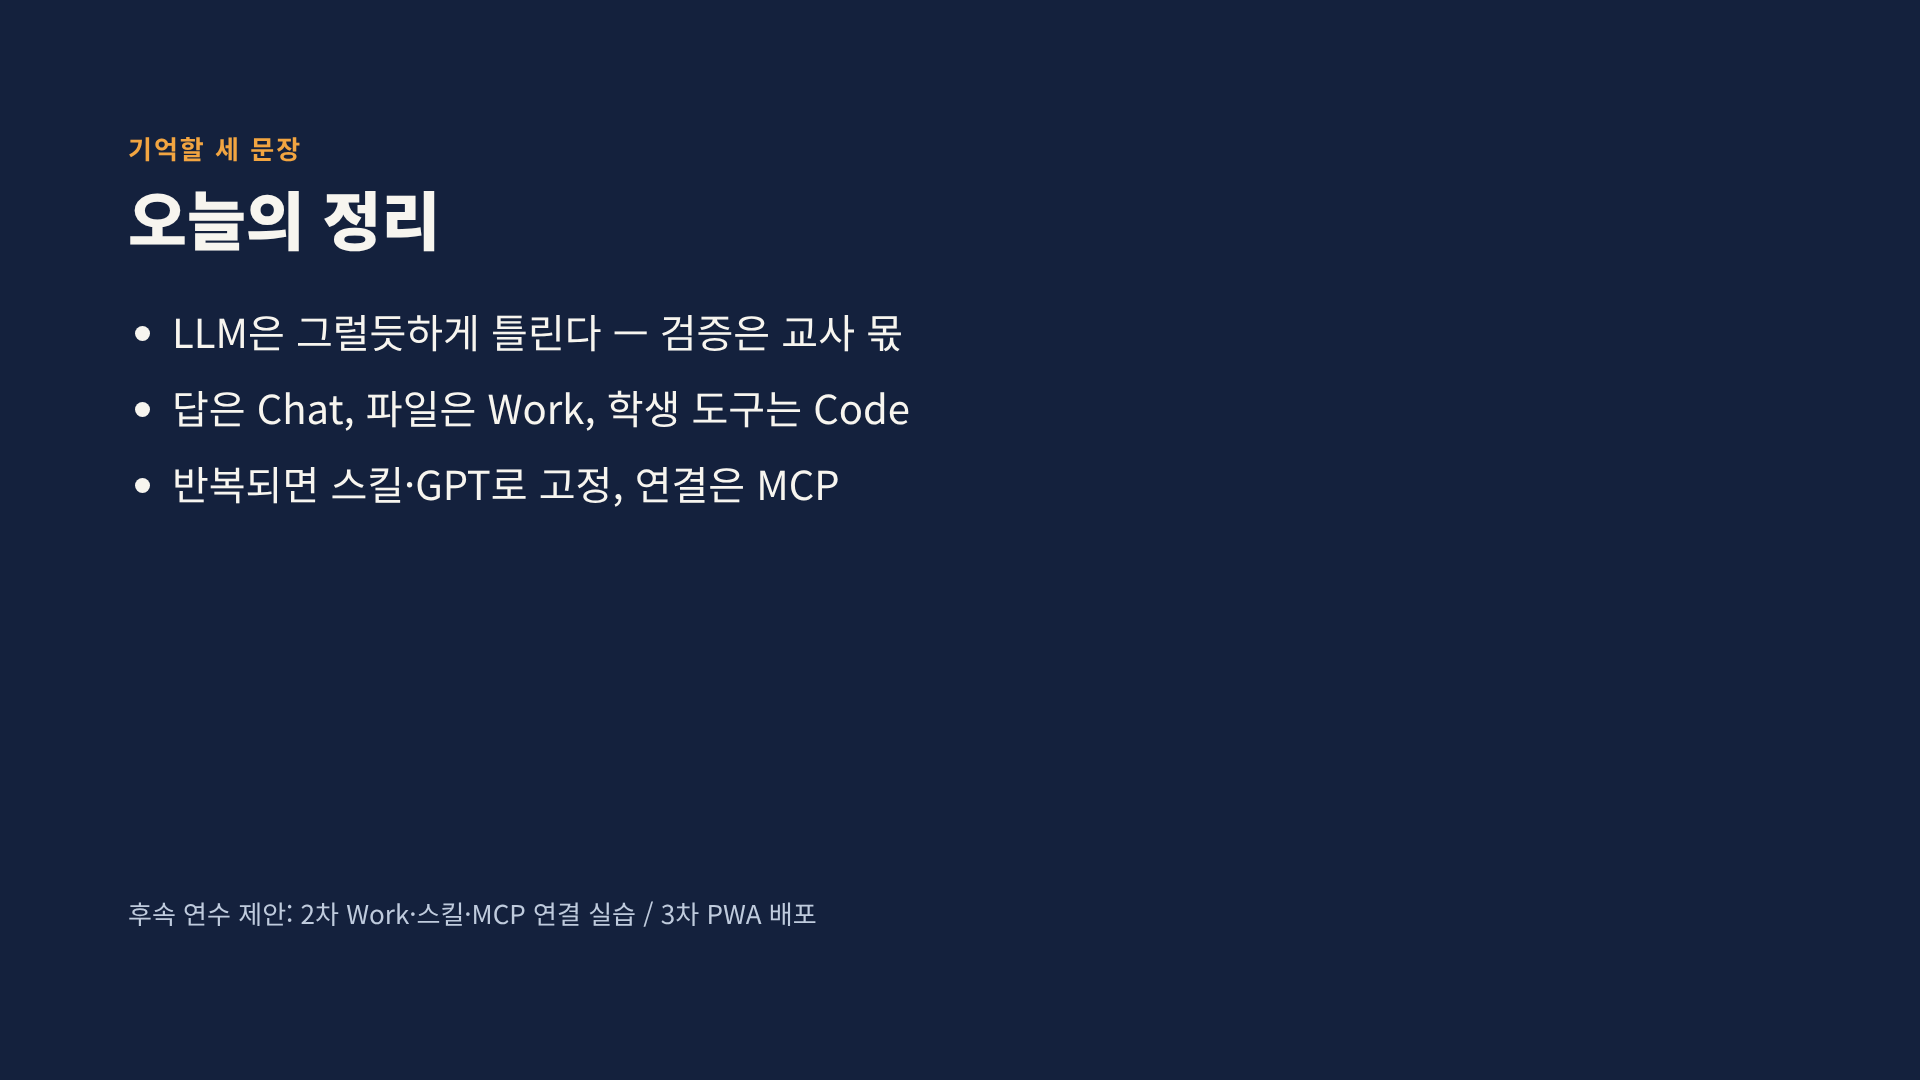 기억할 세 문장
오늘의 정리
• LLM은 그럴듯하게 틀린다 — 검증은 교사 몫
• 답은 Chat, 파일은 Work, 학생 도구는 Code
• 반복되면 스킬·GPT로 고정, 연결은 MCP
후속 연수 제안: 2차 Work·스킬·MCP 연결 실습 / 3차 PWA 배포